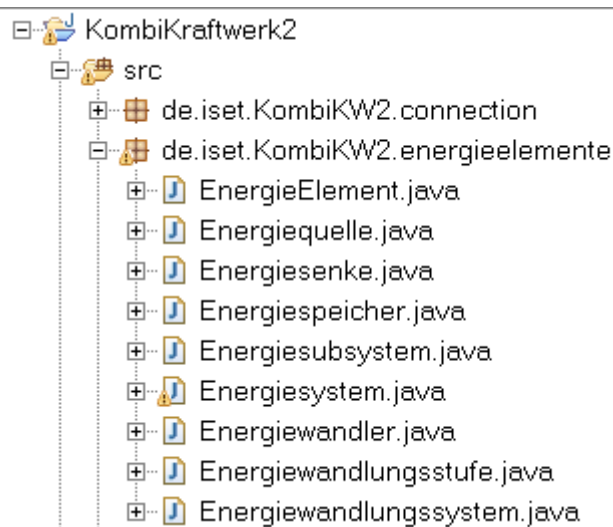 KombiKraftwerk2
src
de.iset.KombiKW2.connection
de.iset.KombiKW2.energieelemente
EnergieElement.java
Energiequelle.java
Energiesenke.java
Energiespeicher.java
Energiesubsystem.java
Energiesystem.java
Energiewandler.java
Energiewandlungsstufe.java
Energiewandlungssystem.java